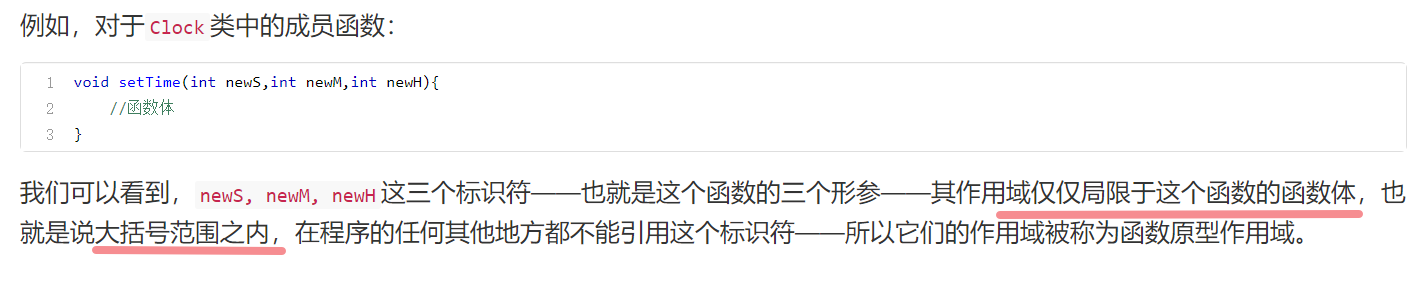 例如，对于Clock类中的成员函数：
1 void setTime(int newS,int newM,int newH){
2 //函数体
3 }
我们可以看到，newS, newM, newH这三个标识符——也就是这个函数的三个形参——其作用域仅仅局限于这个函数的函数体，也
就是说大括号范围之内，在程序的任何其他地方都不能引用这个标识符——所以它们的作用域被称为函数原型作用域。